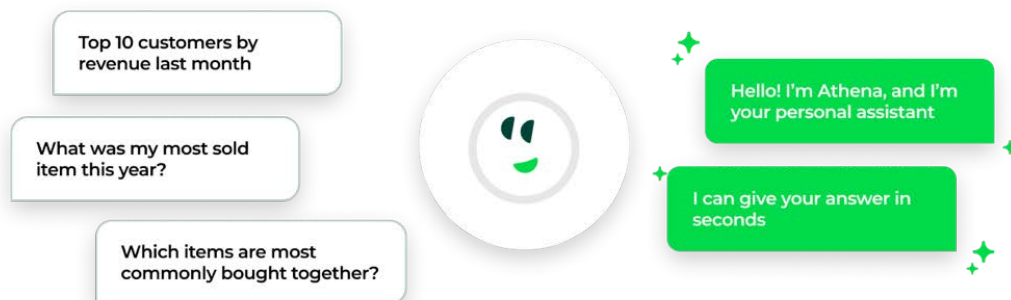 Top 10 customers by
revenue last month
What was my most sold
item this year?
Which items are most
commonly bought together?
Hello! I'm Athena, and I'm
your personal assistant
I can give your answer in
seconds